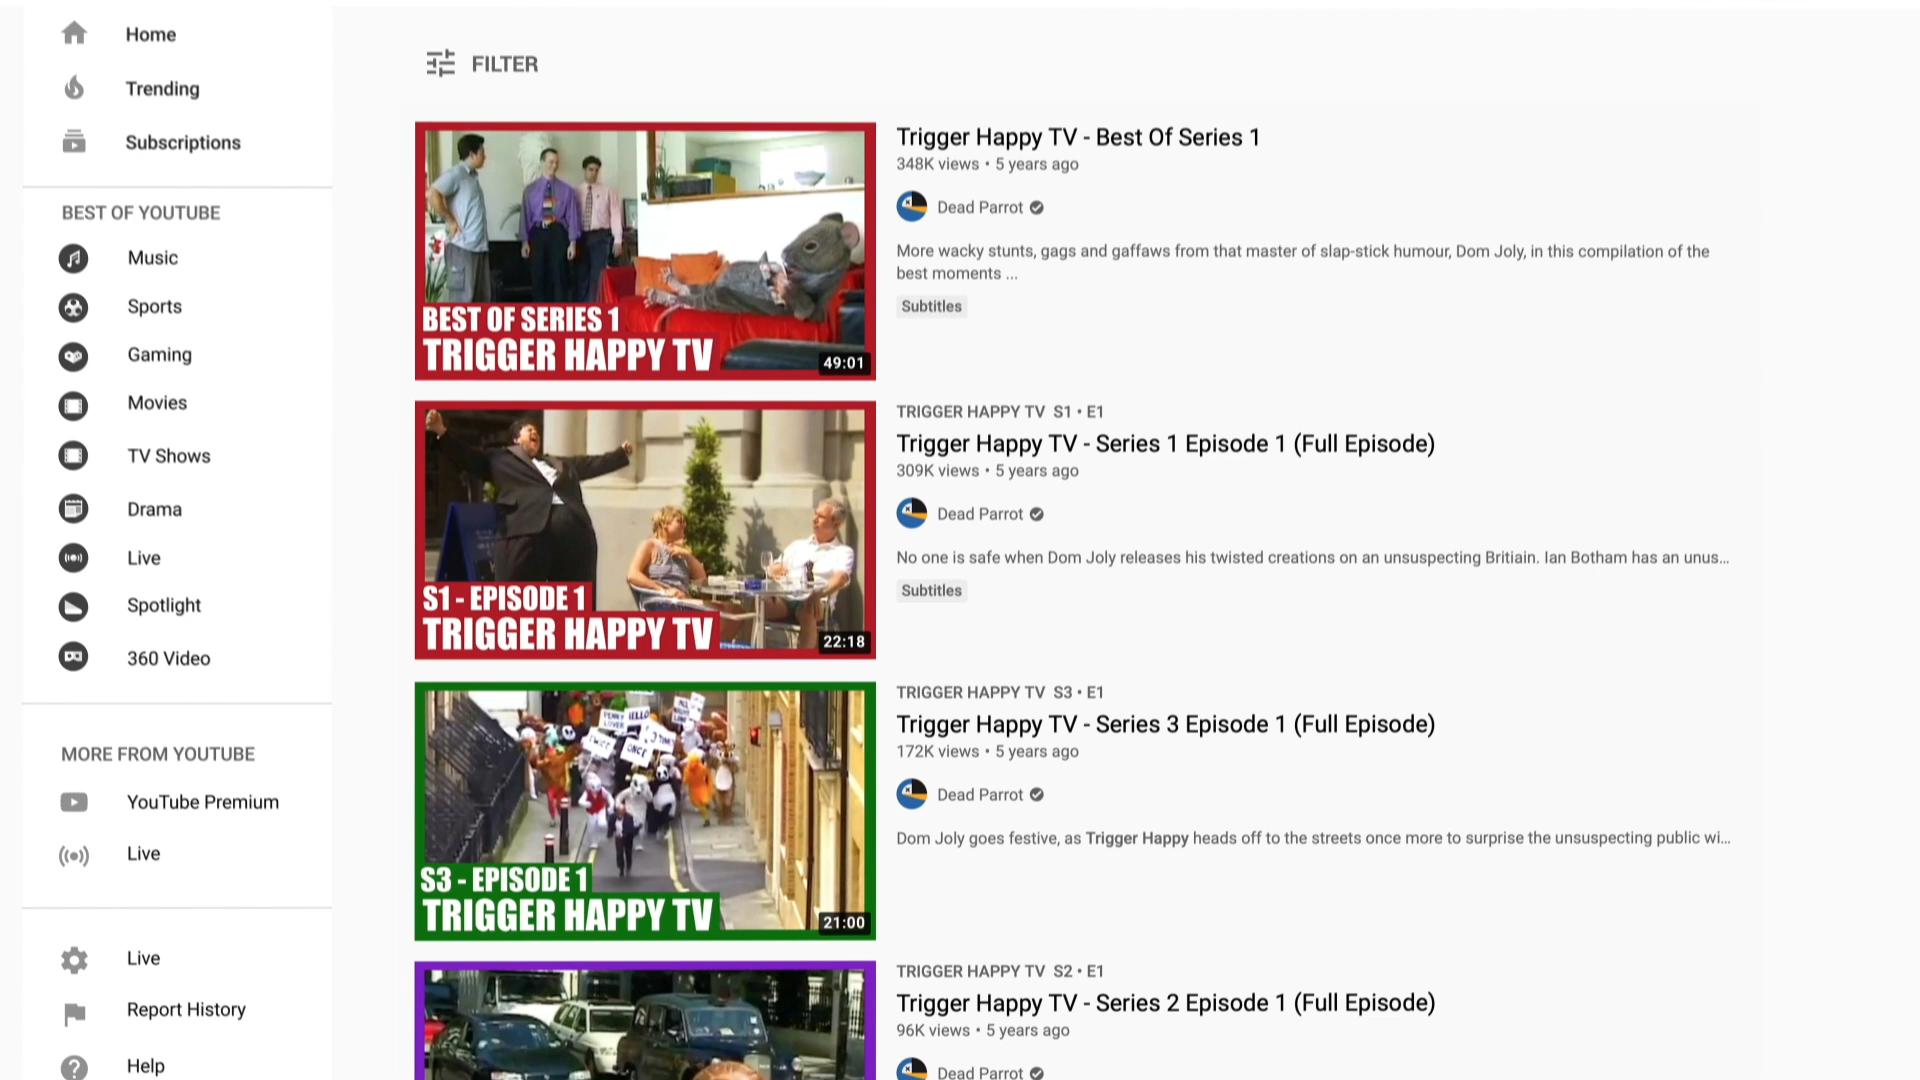 Home
Trending
Subscriptions
BEST OF YOUTUBE
Music
Sports
Gaming
Movies
TV Shows
Drama
Live
Spotlight
360 Video
MORE FROM YOUTUBE
YouTube Premium
Live
Live
Report History
Help
FILTER
BEST OF SERIES 1
TRIGGER HAPPY TV
49:01
Trigger Happy TV - Best Of Series 1
348K views • 5 years ago
Dead Parrot
More wacky stunts, gags and gaffaws from that master of slap-stick humour, Dom Joly, in this compilation of the
best moments ...
Subtitles
S1 - EPISODE 1
TRIGGER HAPPY TV
22:18
TRIGGER HAPPY TV S1 • E1
Trigger Happy TV - Series 1 Episode 1 (Full Episode)
309K views • 5 years ago
Dead Parrot
No one is safe when Dom Joly releases his twisted creations on an unsuspecting Britiain. Ian Botham has an unus...
Subtitles
HELLO
TWICE
ONCE
S3 - EPISODE 1
TRIGGER HAPPY TV
21:00
TRIGGER HAPPY TV S3 • E1
Trigger Happy TV - Series 3 Episode 1 (Full Episode)
172K views • 5 years ago
Dead Parrot
Dom Joly goes festive, as Trigger Happy heads off to the streets once more to surprise the unsuspecting public wi...
TRIGGER HAPPY TV S2 • E1
Trigger Happy TV - Series 2 Episode 1 (Full Episode)
96K views • 5 years ago
Dead Parrot